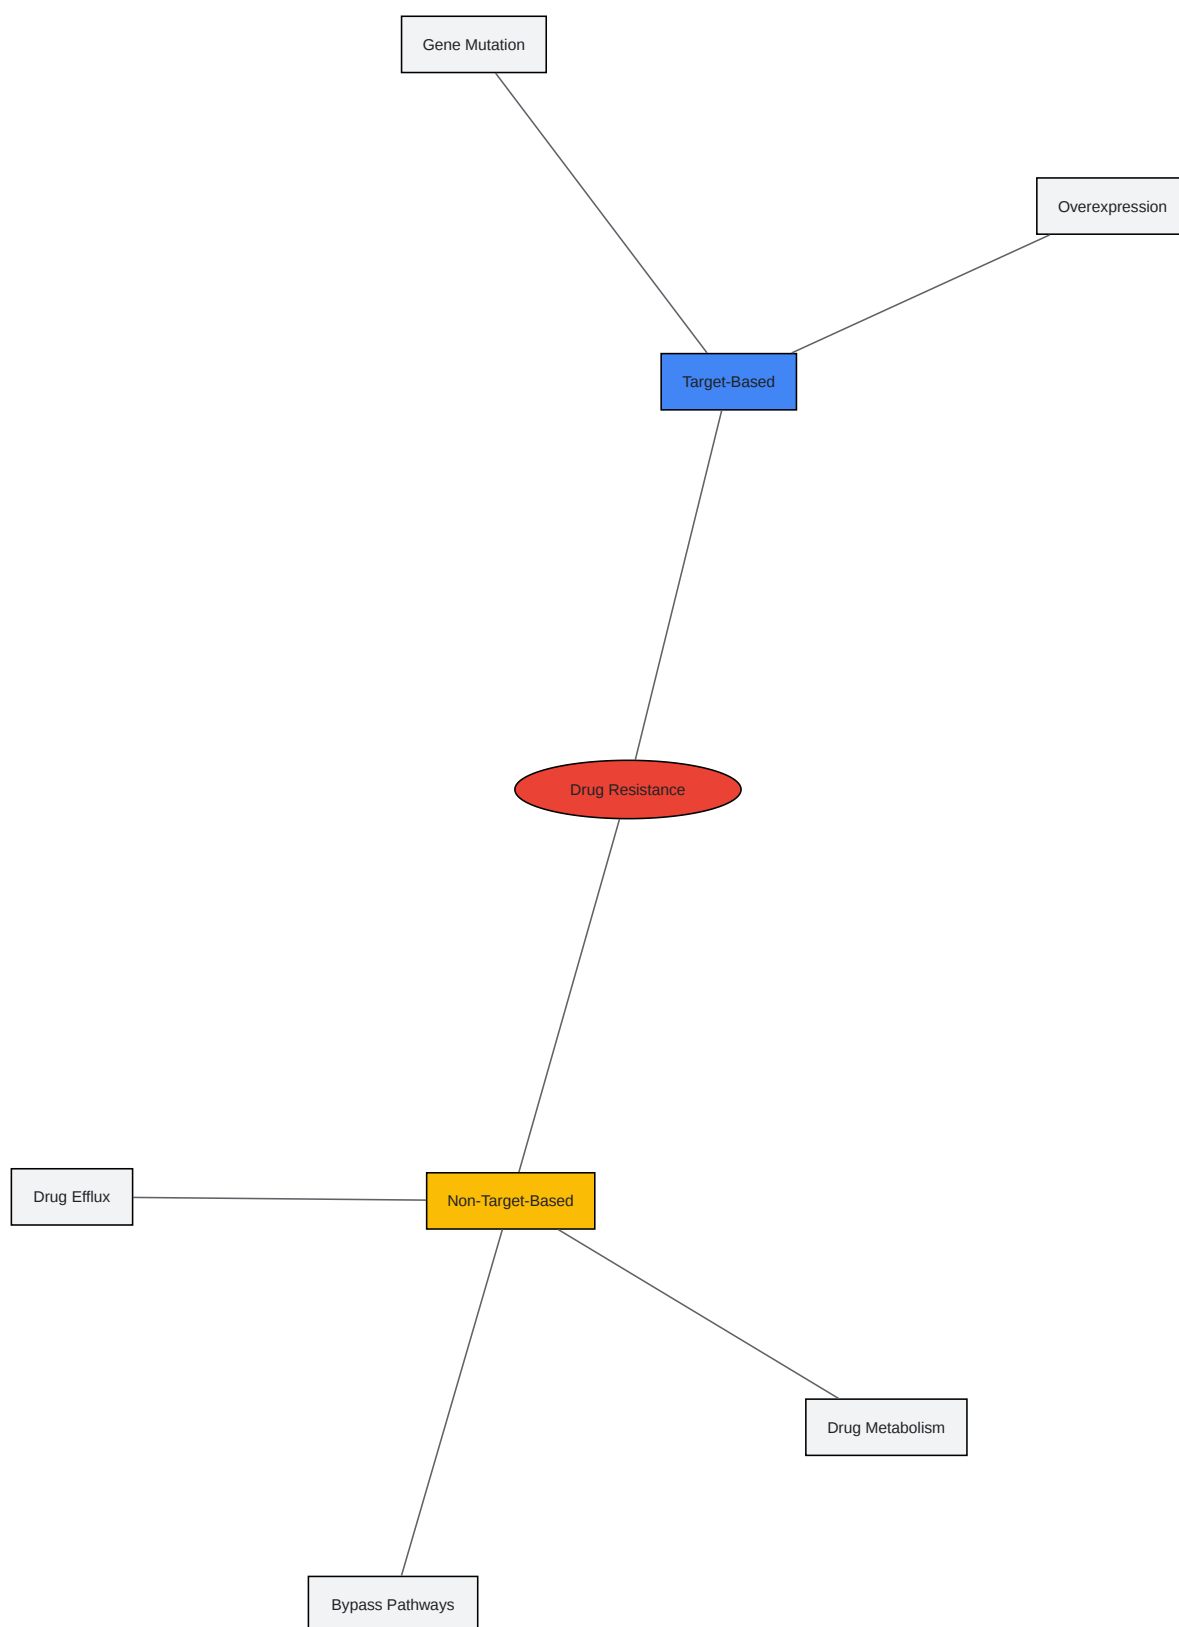 Gene Mutation
Overexpression
Target-Based
Drug Resistance
Drug Efflux
Non-Target-Based
Drug Metabolism
Bypass Pathways